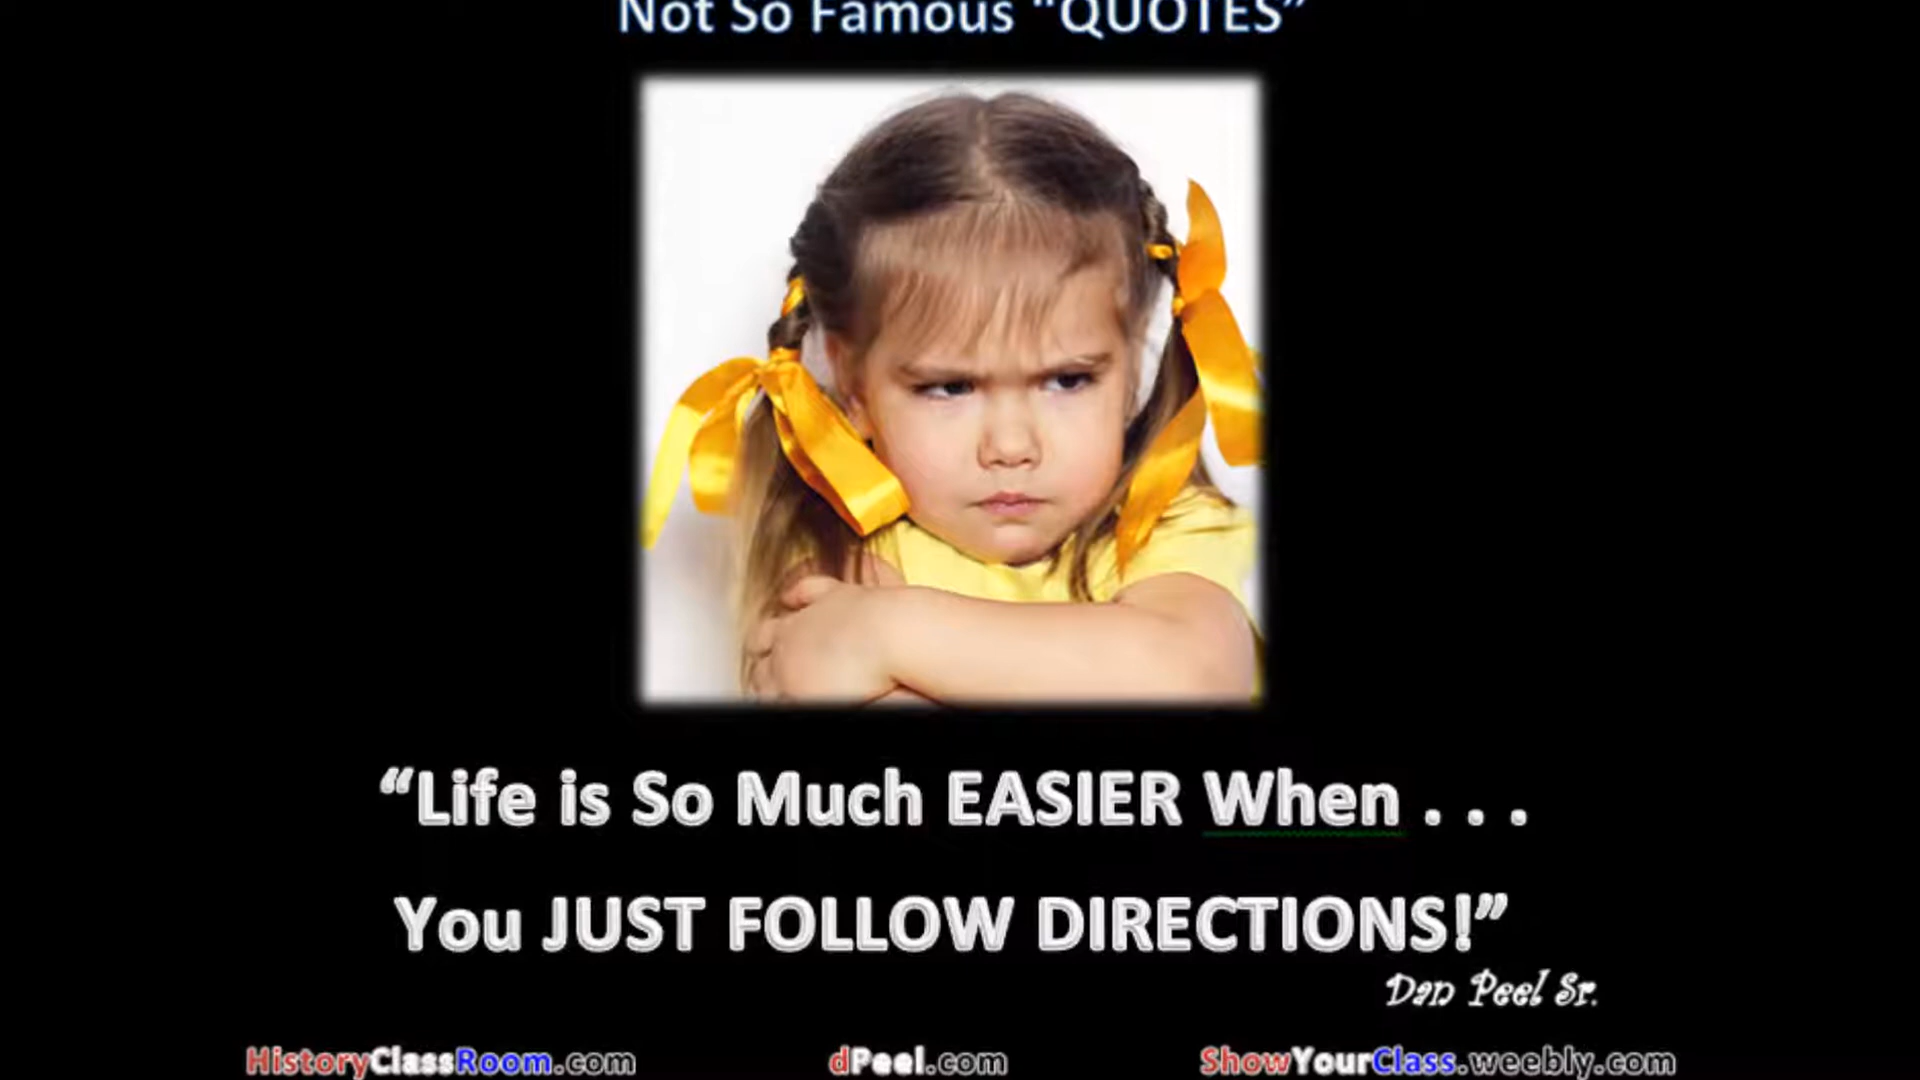 Not So Famous "QUOTES"
“Life is So Much EASIER When . . .
You JUST FOLLOW DIRECTIONS!”
Dan Peel Sr.
HistoryClassRoom.com dPeel.com ShowYourClass.weebly.com